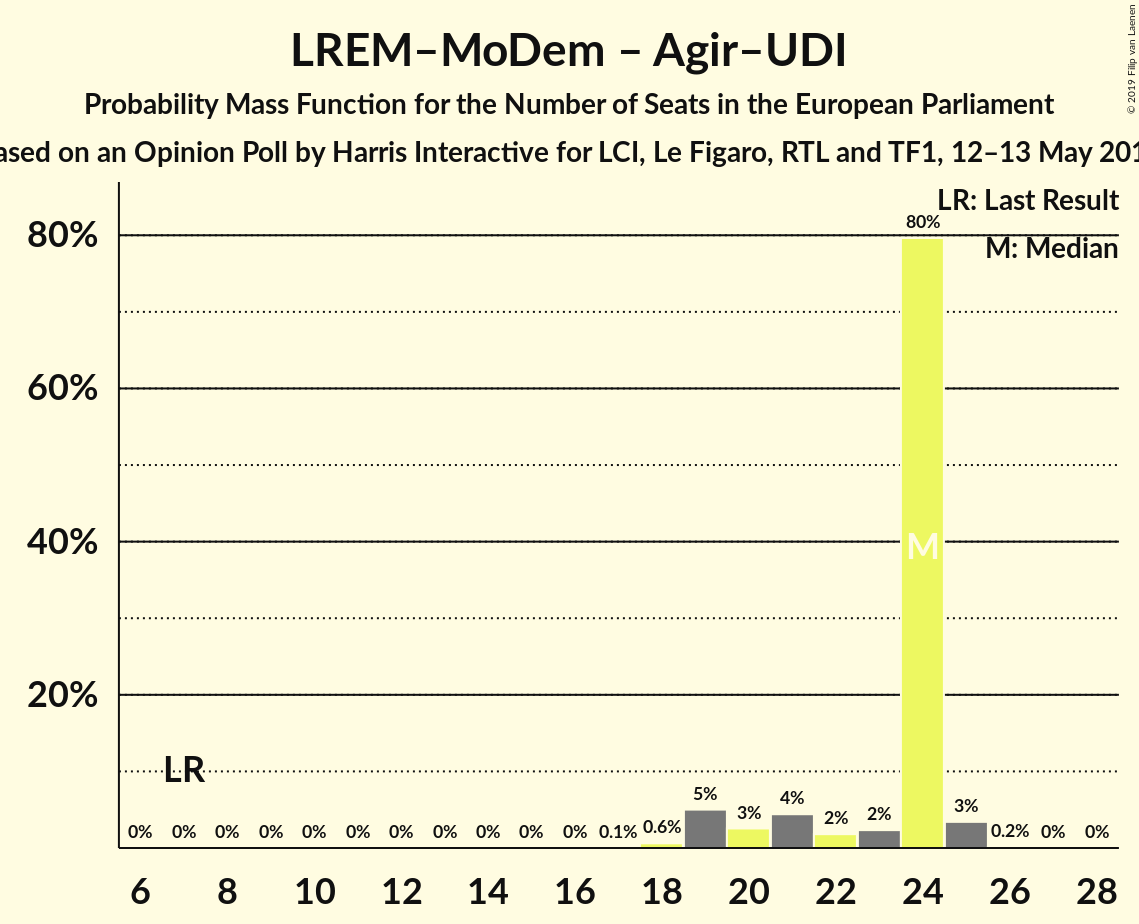 LREM–MoDem – Agir–UDI
Probability Mass Function for the Number of Seats in the European Parliament
on an Opinion Poll by Harris Interactive for LCI, Le Figaro, RTL and TF1, 12–13 May
© 2019 Filip van Laenen
LR: Last Result
M: Median
80%
60%
40%
20%
LR
M
0% 0% 0% 0% 0% 0% 0% 0% 0% 0% 0% 0.1% 0.6% 5% 3% 4% 2% 2% 80% 3% 0.2% 0% 0%
6 8 10 12 14 16 18 20 22 24 26 28